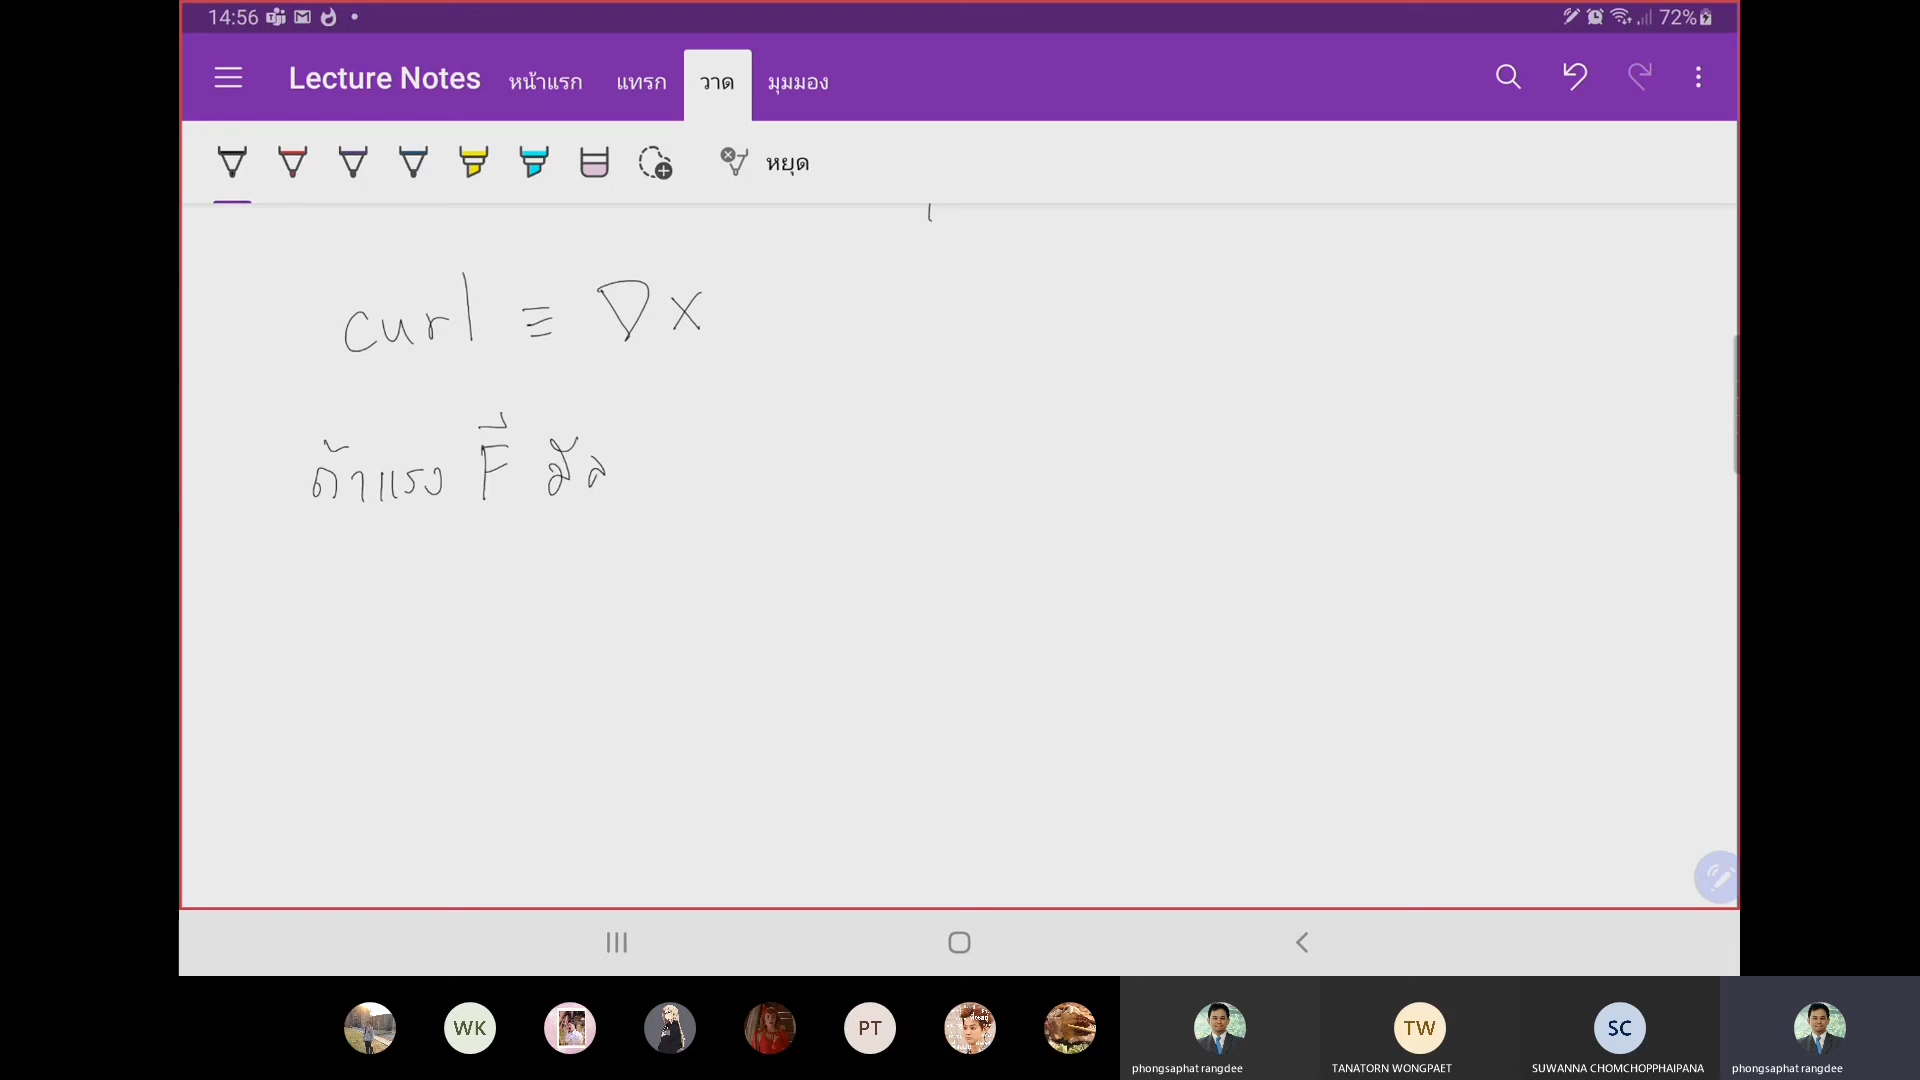 14:56
72%
Lecture Notes หน้าแรก แทรก วาด มุมมอง
หยุด
curl ≡ ∇ ×
ถ้าแรง F⃗
WK PT TW SC
phongsaphat rangdee TANATORN WONGPAET SUWANNA CHOMCHOPPHAIPANA phongsaphat rangdee